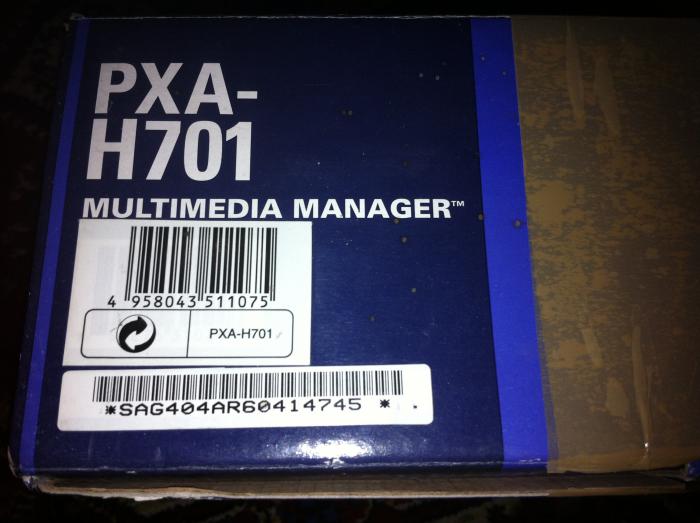 PXA-
H701
MULTIMEDIA MANAGER™
4 958043 511075
PXA-H701
*SAG404AR60414745 *